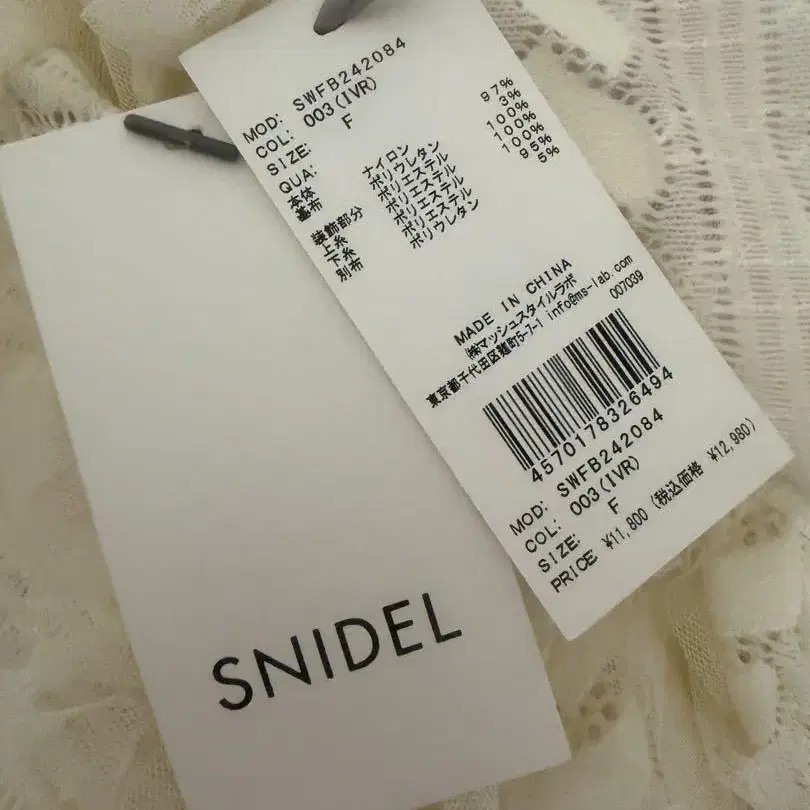 MOD: SWFB242084
COL: 003(IVR)
SIZE: F
QUA:
本体 ナイロン 97%
ポリウレタン 3%
基布 ポリエステル 100%
装飾部分
上糸 ポリエステル 100%
下糸 ポリエステル 100%
別布 ポリエステル 95%
ポリウレタン 5%
MADE IN CHINA
㈱マッシュスタイルラボ
東京都千代田区麹町5-7-1 info@ms-lab.com
007039
4570178326494
MOD: SWFB242084
COL: 003(IVR)
SIZE: F
PRICE: ¥11,800 (税込価格 ¥12,980)
SNIDEL